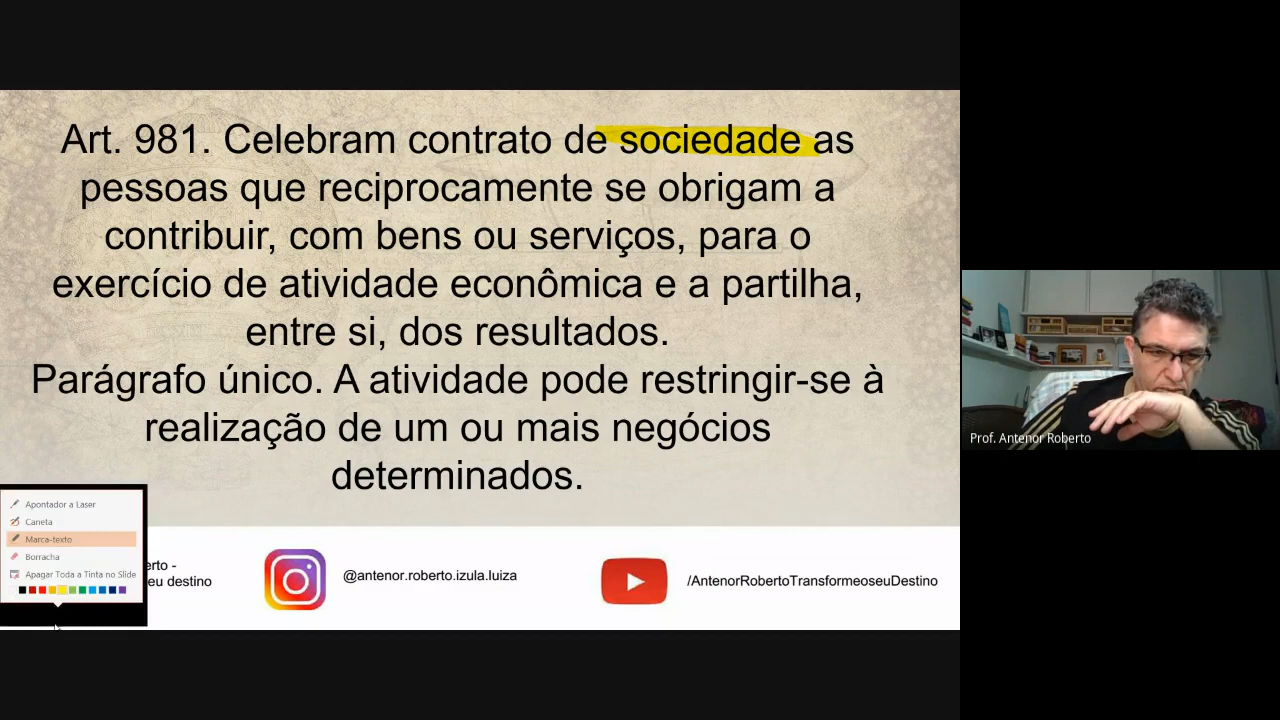 Art. 981. Celebram contrato de sociedade as
pessoas que reciprocamente se obrigam a
contribuir, com bens ou serviços, para o
exercício de atividade econômica e a partilha,
entre si, dos resultados.
Parágrafo único. A atividade pode restringir-se à
realização de um ou mais negócios
determinados.
Prof. Antenor Roberto
Apontador a Laser
Caneta
Marca-texto
Borracha
Apagar Toda a Tinta no Slide
erto -
eu destino
@antenor.roberto.izula.luiza
/AntenorRobertoTransformeoseuDestino